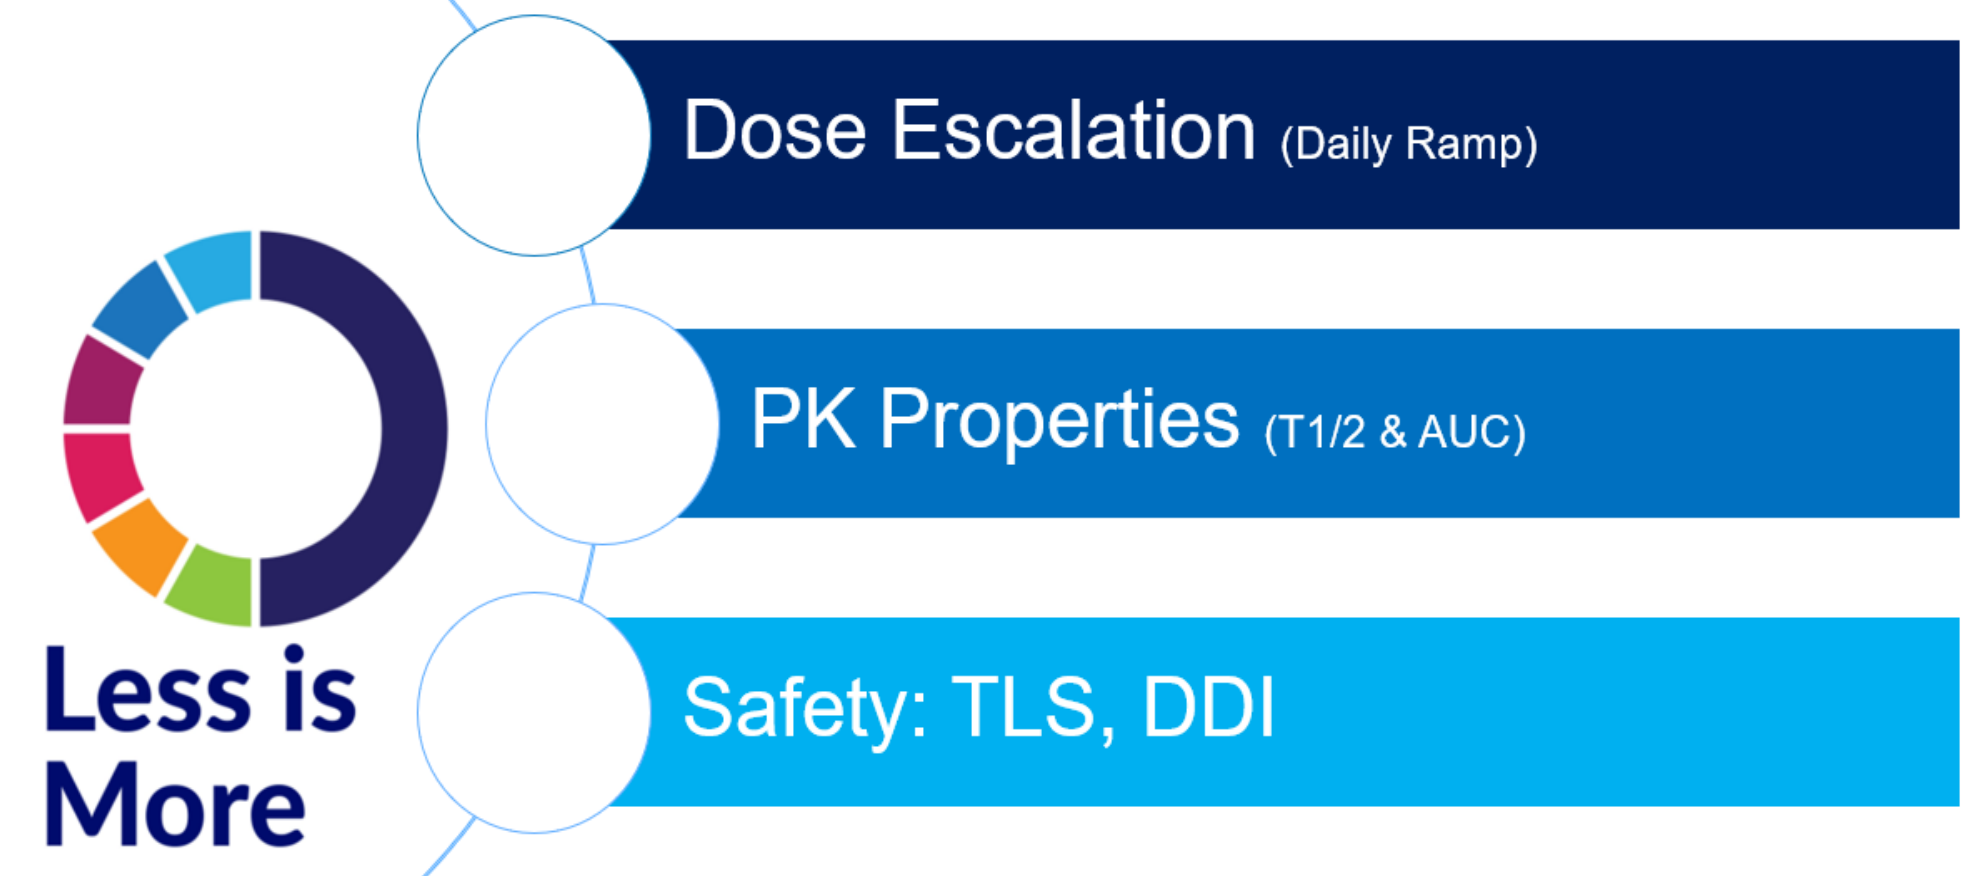 Dose Escalation (Daily Ramp)
PK Properties (T1/2 & AUC)
Safety: TLS, DDI
Less is
More